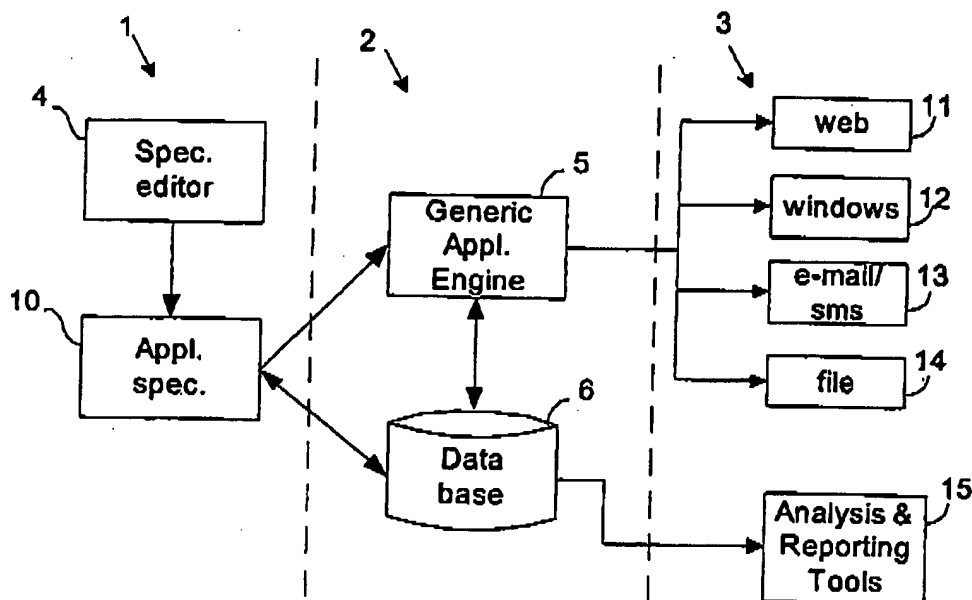 1
2
3
4
Spec.
editor
10
Appl.
spec.
5
Generic
Appl.
Engine
6
Data
base
web
11
windows
12
e-mail/
sms
13
file
14
15
Analysis &
Reporting
Tools